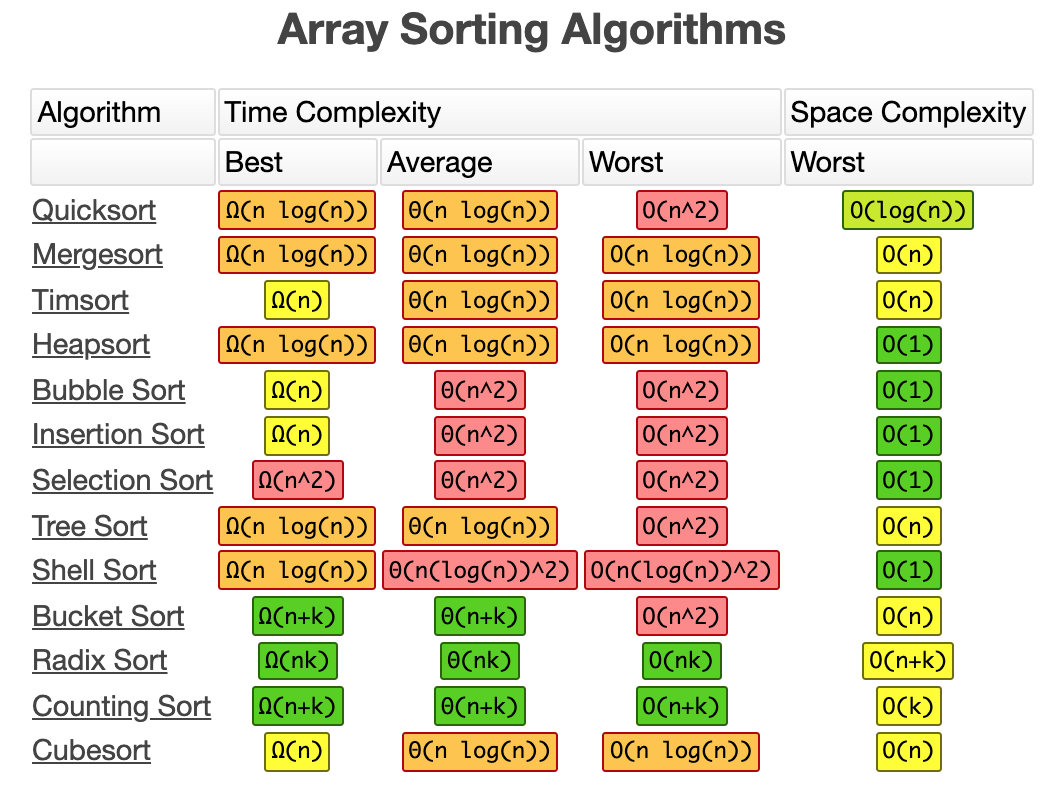 Array Sorting Algorithms
Algorithm Time Complexity Space Complexity
Best Average Worst Worst
Quicksort Ω(n log(n)) Θ(n log(n)) O(n^2) O(log(n))
Mergesort Ω(n log(n)) Θ(n log(n)) O(n log(n)) O(n)
Timsort Ω(n) Θ(n log(n)) O(n log(n)) O(n)
Heapsort Ω(n log(n)) Θ(n log(n)) O(n log(n)) O(1)
Bubble Sort Ω(n) Θ(n^2) O(n^2) O(1)
Insertion Sort Ω(n) Θ(n^2) O(n^2) O(1)
Selection Sort Ω(n^2) Θ(n^2) O(n^2) O(1)
Tree Sort Ω(n log(n)) Θ(n log(n)) O(n^2) O(n)
Shell Sort Ω(n log(n)) Θ(n(log(n))^2) O(n(log(n))^2) O(1)
Bucket Sort Ω(n+k) Θ(n+k) O(n^2) O(n)
Radix Sort Ω(nk) Θ(nk) O(nk) O(n+k)
Counting Sort Ω(n+k) Θ(n+k) O(n+k) O(k)
Cubesort Ω(n) Θ(n log(n)) O(n log(n)) O(n)